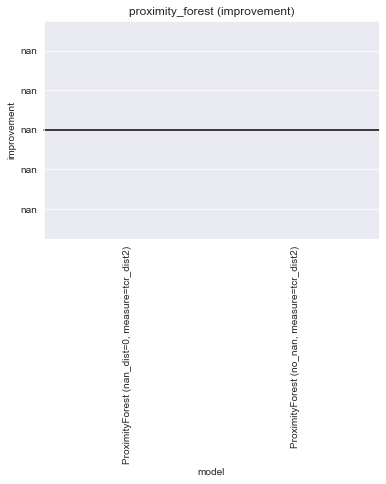 proximity_forest (improvement)
improvement
nan
nan
nan
nan
nan
ProximityForest (nan_dist=0, measure=tcr_dist2)
ProximityForest (no_nan, measure=tcr_dist2)
model